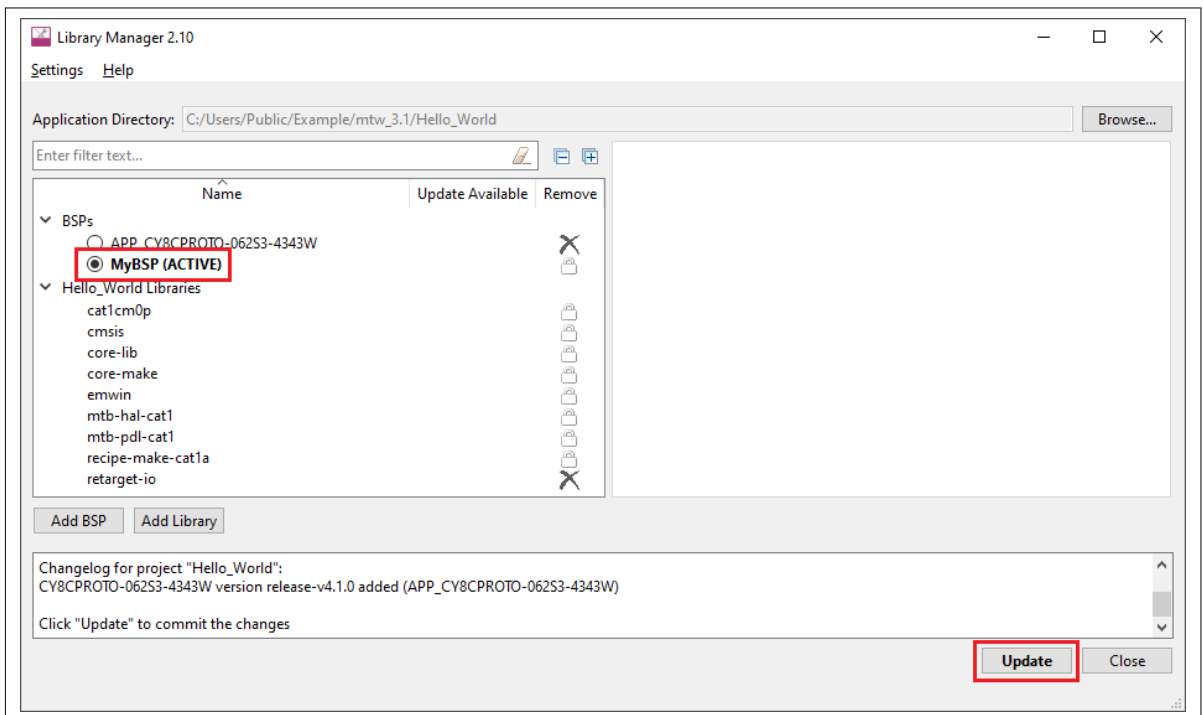 Library Manager 2.10
Settings Help
Application Directory: C:/Users/Public/Example/mtw_3.1/Hello_World Browse...
Enter filter text...
Name Update Available Remove
BSPs
APP_CY8CPROTO-062S3-4343W
MyBSP (ACTIVE)
Hello_World Libraries
cat1cm0p
cmsis
core-lib
core-make
emwin
mtb-hal-cat1
mtb-pdl-cat1
recipe-make-cat1a
retarget-io
Add BSP Add Library
Changelog for project "Hello_World":
CY8CPROTO-062S3-4343W version release-v4.1.0 added (APP_CY8CPROTO-062S3-4343W)
Click "Update" to commit the changes
Update Close